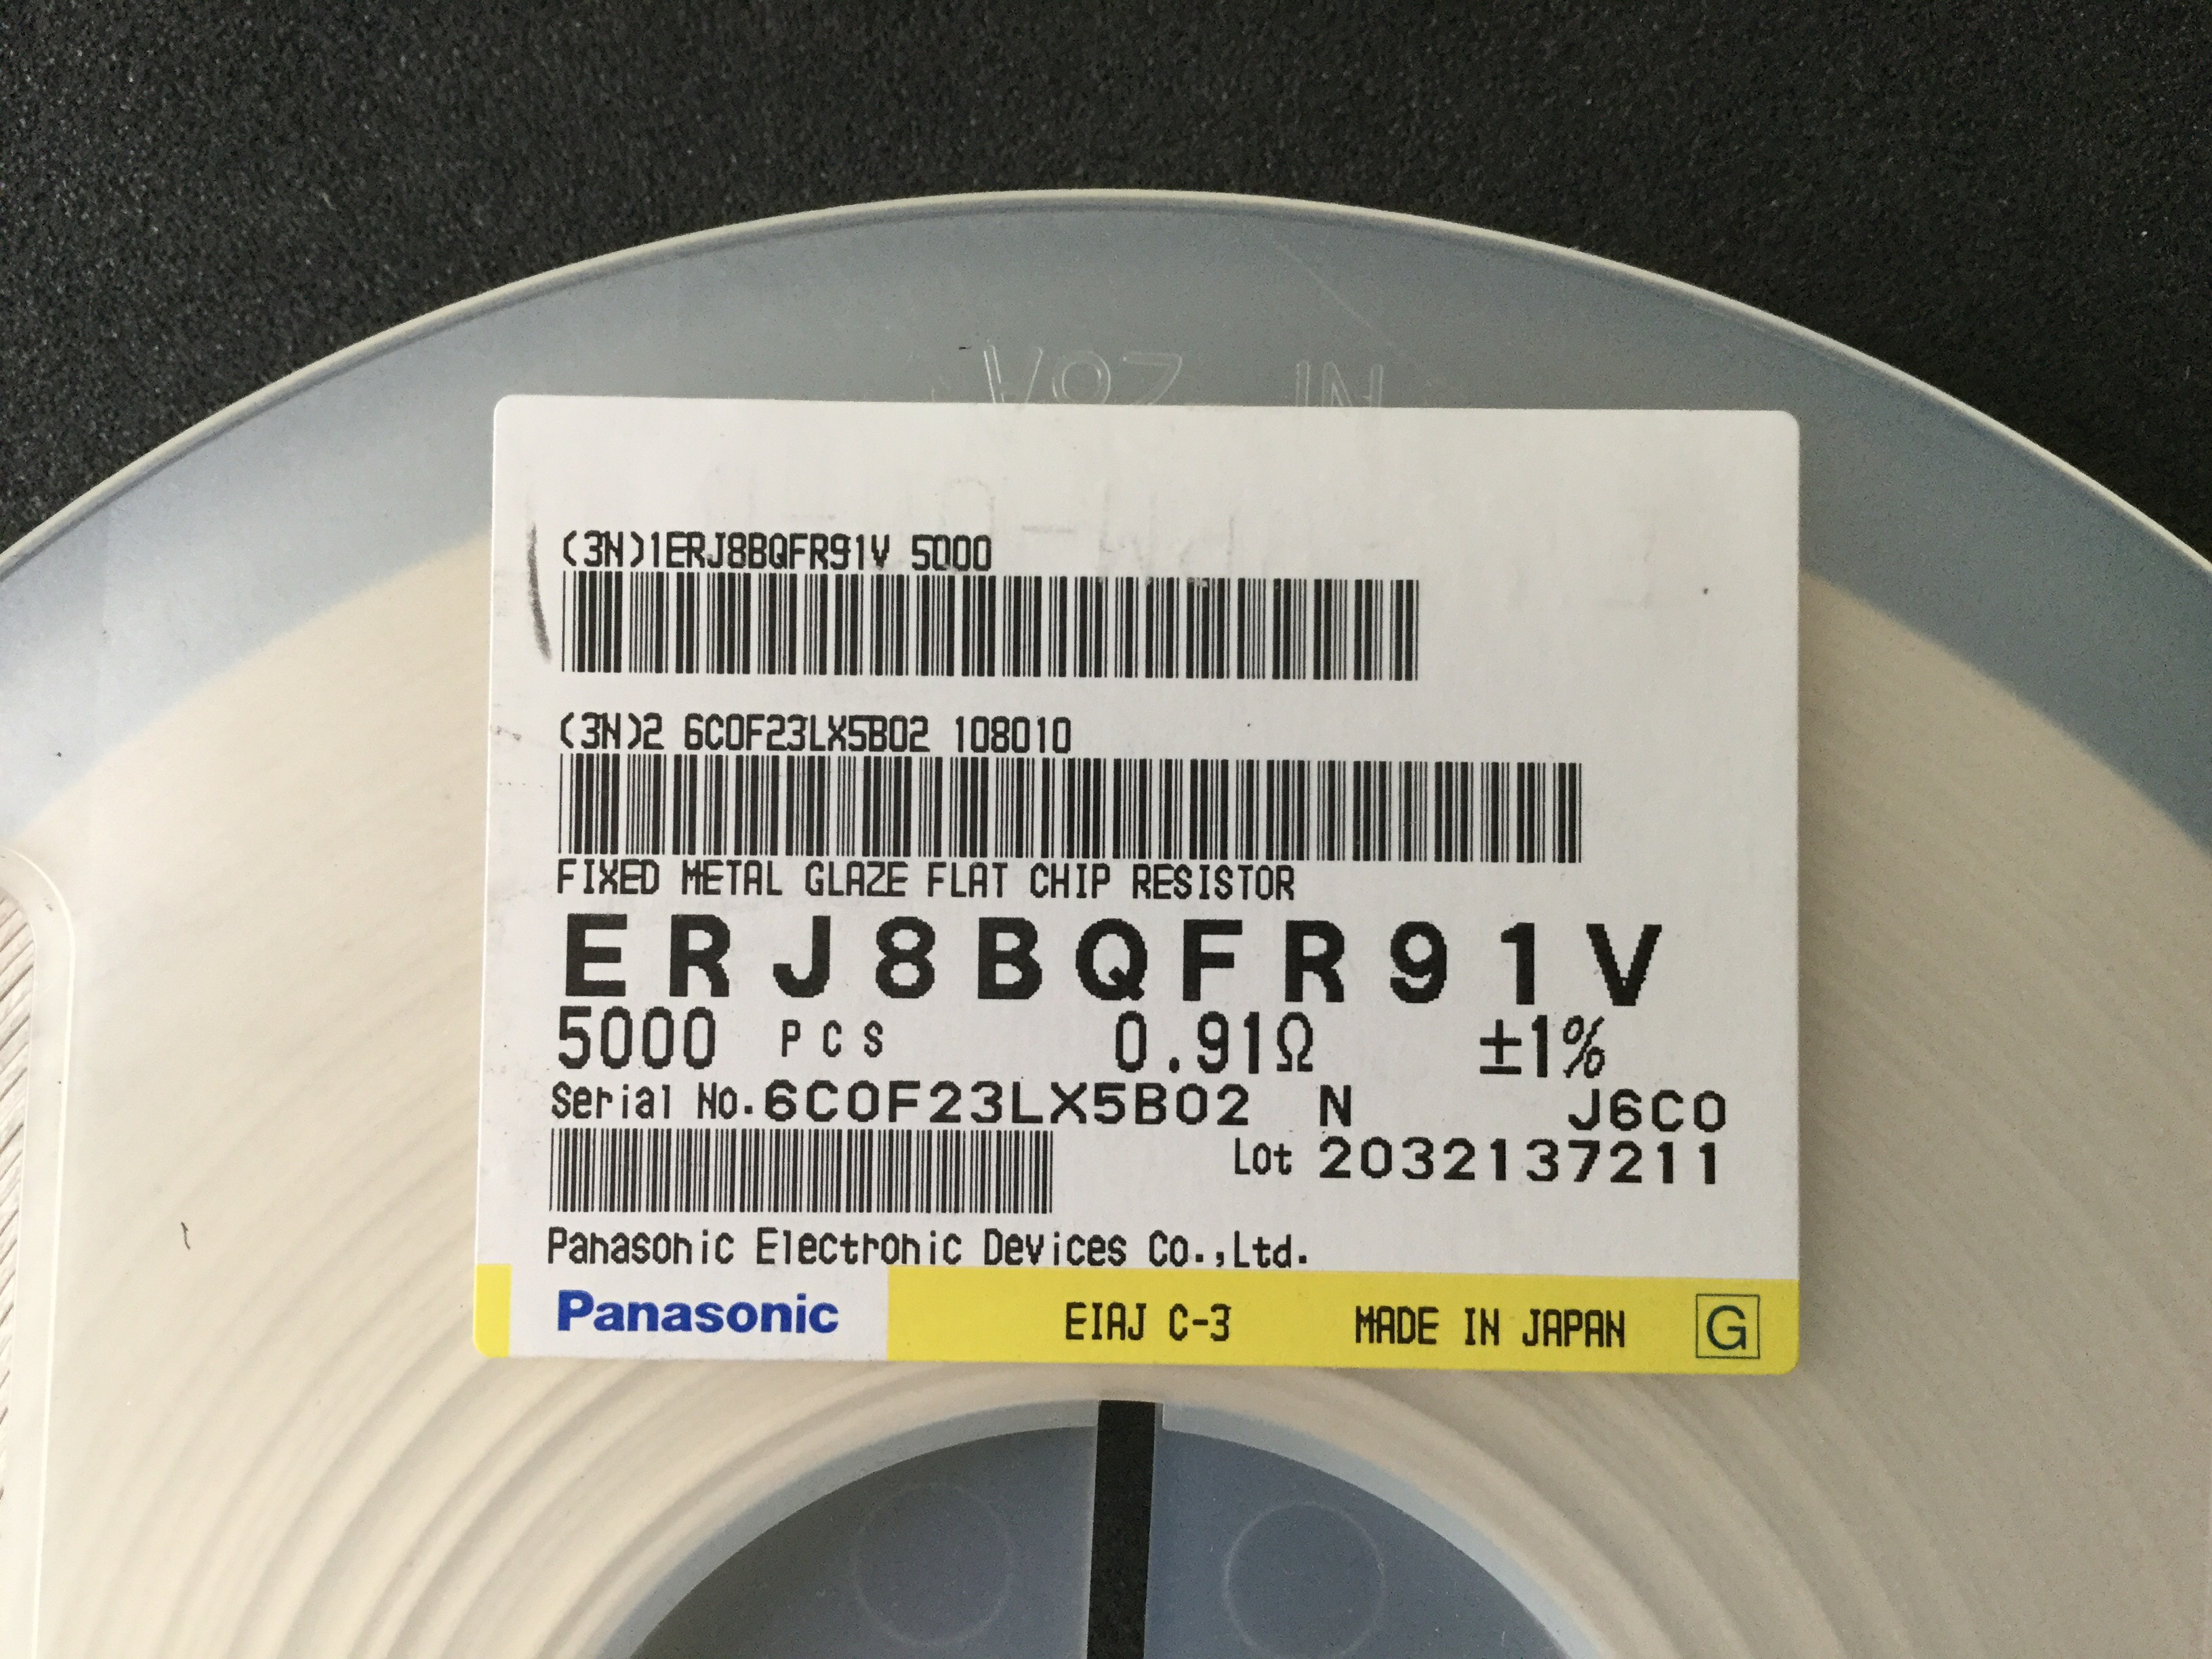 (3N)1ERJ8BQFR91V 5000
(3N)2 6C0F23LX5B02 108010
FIXED METAL GLAZE FLAT CHIP RESISTOR
ERJ8BQFR91V
5000 PCS 0.91Ω ±1%
Serial No.6C0F23LX5B02 N J6C0
Lot 2032137211
Panasonic Electronic Devices Co.,Ltd.
Panasonic EIAJ C-3 MADE IN JAPAN G